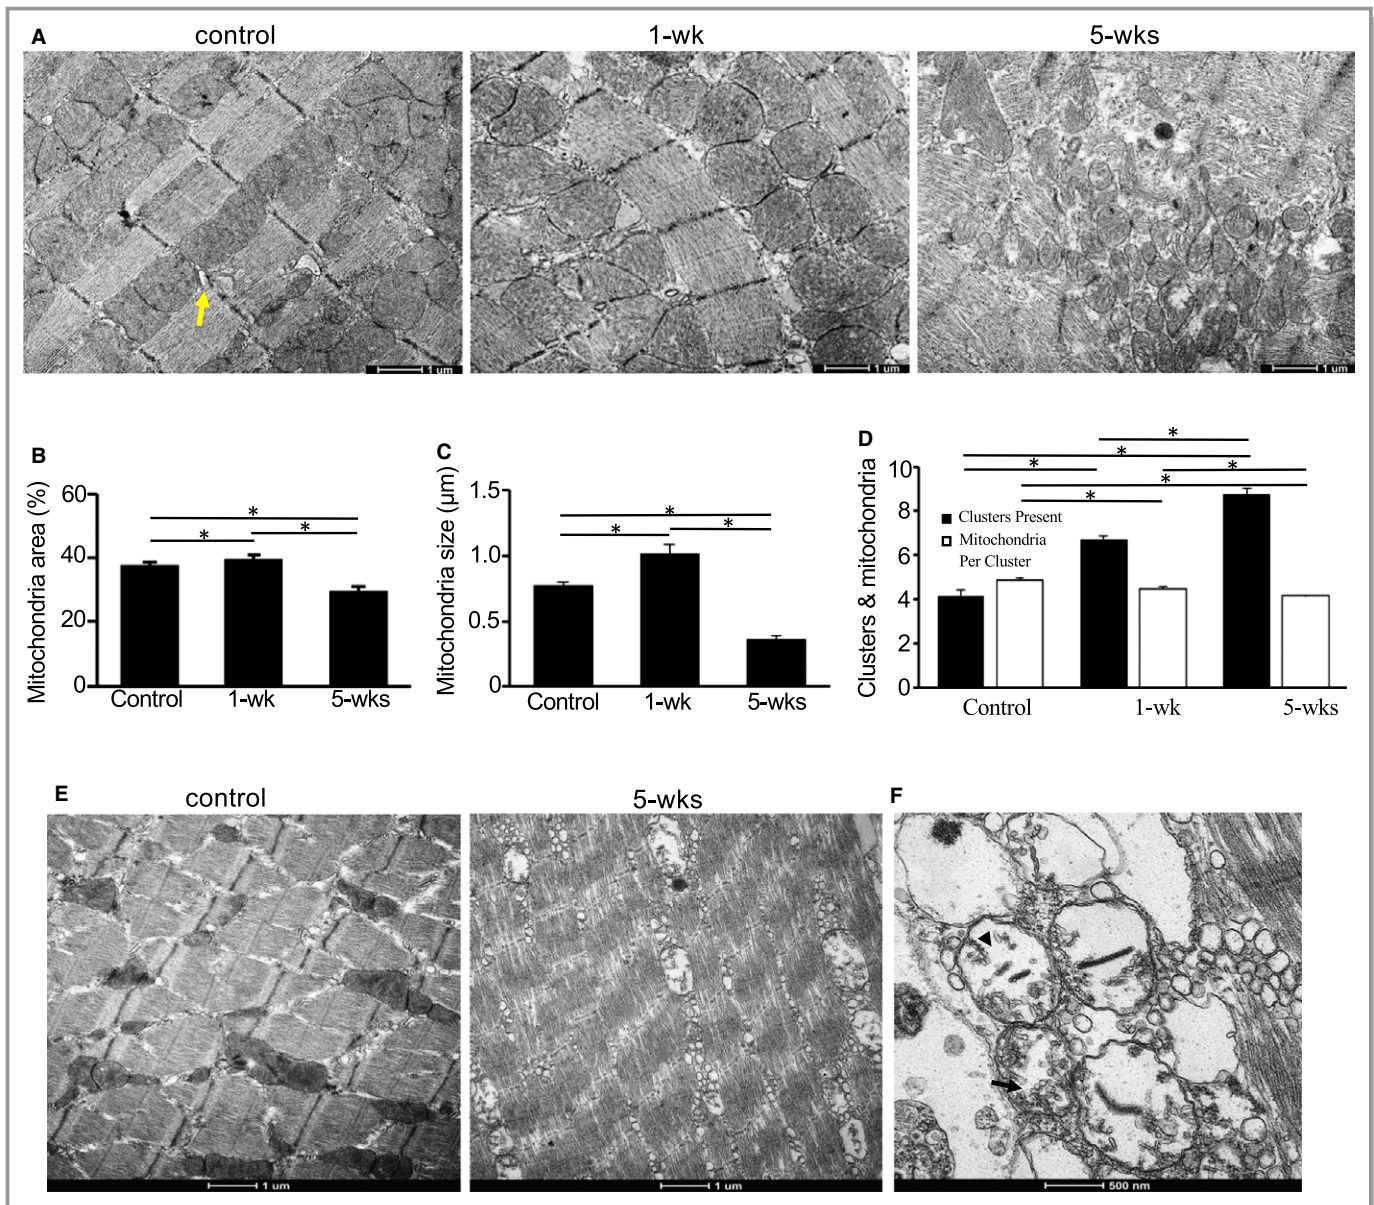 A
control
1-wk
5-wks
1 um
1 um
1 um
B
Mitochondria area (%)
60
40
20
0
* * *
Control 1-wk 5-wks
C
Mitochondria size (µm)
1.5
1.0
0.5
0
* * *
Control 1-wk 5-wks
D
Clusters & mitochondria
10
8
6
4
2
0
* * * * * *
Clusters Present
Mitochondria
Per Cluster
Control 1-wk 5-wks
E
control
5-wks
F
1 um
1 um
500 nm